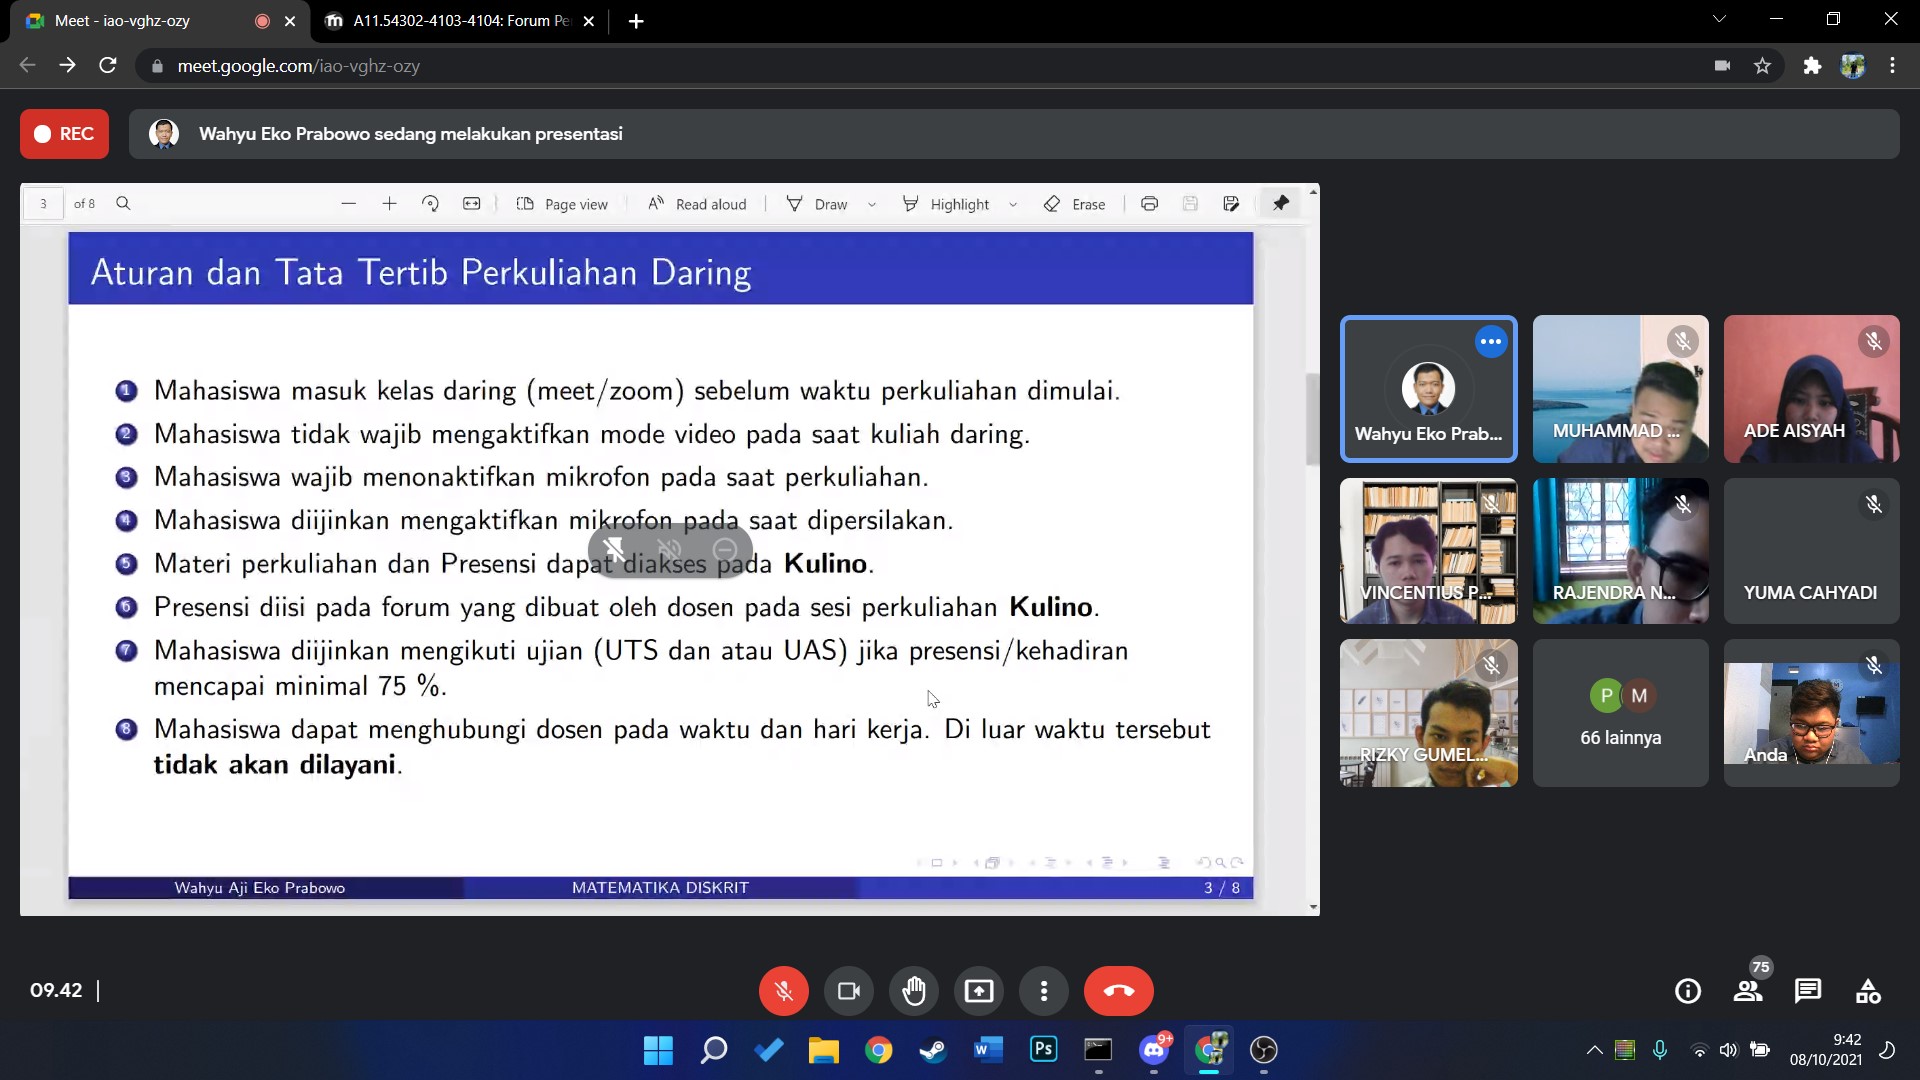 Meet - iao-vghz-ozy
A11.54302-4103-4104: Forum Pe
meet.google.com/iao-vghz-ozy
REC
Wahyu Eko Prabowo sedang melakukan presentasi
3 of 8
Page view
Read aloud
Draw
Highlight
Erase
Aturan dan Tata Tertib Perkuliahan Daring
1 Mahasiswa masuk kelas daring (meet/zoom) sebelum waktu perkuliahan dimulai.
2 Mahasiswa tidak wajib mengaktifkan mode video pada saat kuliah daring.
3 Mahasiswa wajib menonaktifkan mikrofon pada saat perkuliahan.
4 Mahasiswa diijinkan mengaktifkan mikrofon pada saat dipersilakan.
5 Materi perkuliahan dan Presensi dapat diakses pada Kulino.
6 Presensi diisi pada forum yang dibuat oleh dosen pada sesi perkuliahan Kulino.
7 Mahasiswa diijinkan mengikuti ujian (UTS dan atau UAS) jika presensi/kehadiran
mencapai minimal 75 %.
8 Mahasiswa dapat menghubungi dosen pada waktu dan hari kerja. Di luar waktu tersebut
tidak akan dilayani.
Wahyu Aji Eko Prabowo
MATEMATIKA DISKRIT
3 / 8
Wahyu Eko Prab...
MUHAMMAD ...
ADE AISYAH
VINCENTIUS P...
RAJENDRA N...
YUMA CAHYADI
RIZKY GUMEL...
P M
66 lainnya
Anda
09.42
75
W
Ps
9+
9:42
08/10/2021